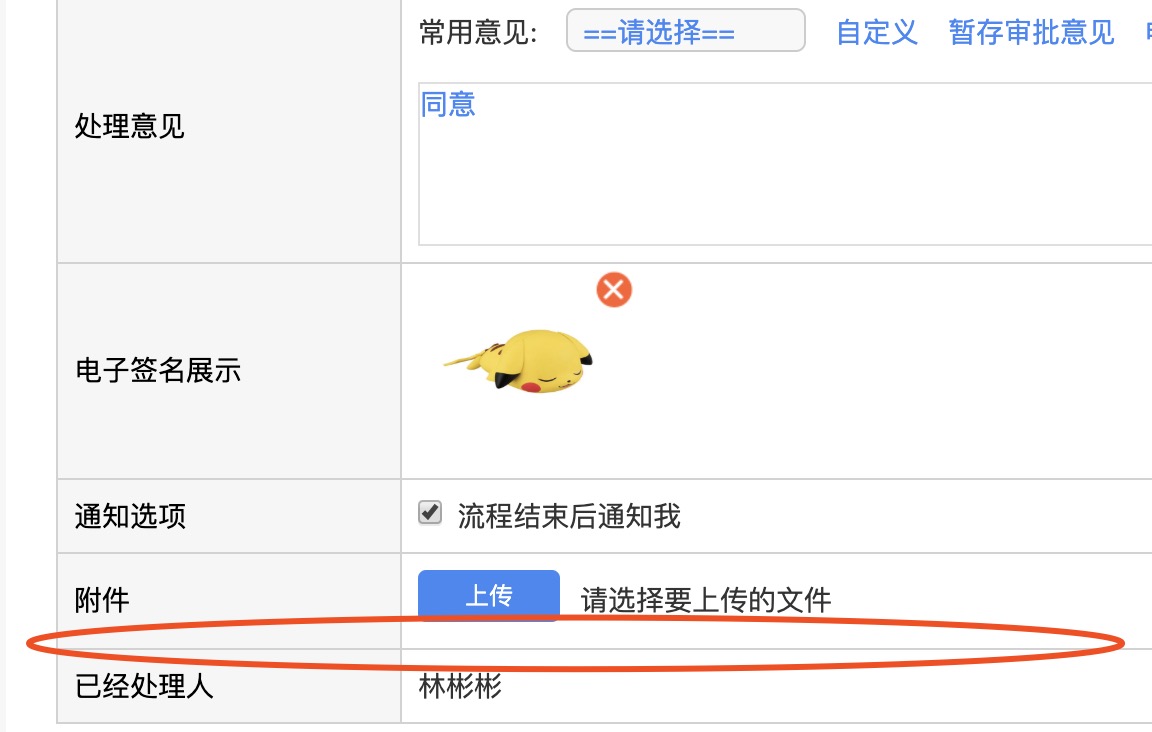 常用意见: ==请选择== 自定义 暂存审批意见
处理意见
同意
电子签名展示
通知选项 流程结束后通知我
附件 上传 请选择要上传的文件
已经处理人 林彬彬